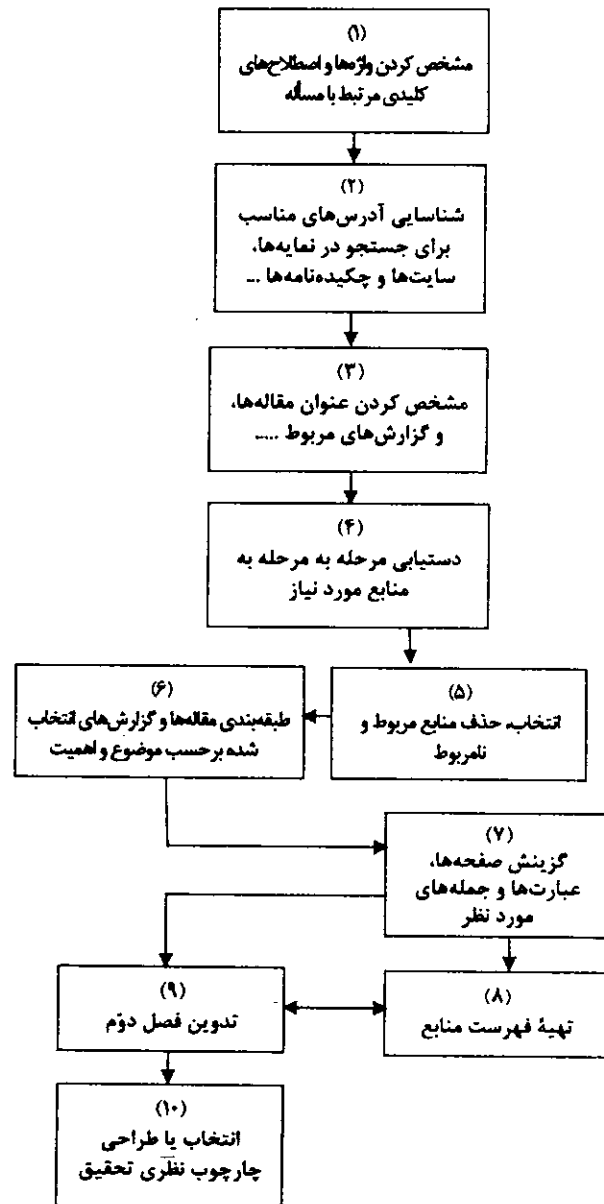 (۱)
مشخص کردن واژه‌ها و اصطلاح‌های
کلیدی مرتبط با مسأله
(۲)
شناسایی آدرس‌های مناسب
برای جستجو در نمایه‌ها،
سایت‌ها و چکیده‌نامه‌ها ...
(۳)
مشخص کردن عنوان مقاله‌ها،
و گزارش‌های مربوط .....
(۴)
دستیابی مرحله به مرحله به
منابع مورد نیاز
(۵)
انتخاب، حذف منابع مربوط و
نامربوط
(۶)
طبقه‌بندی مقاله‌ها و گزارش‌های انتخاب
شده برحسب موضوع و اهمیت
(۷)
گزینش صفحه‌ها،
عبارت‌ها و جمله‌های
مورد نظر
(۸)
تهیهٔ فهرست منابع
(۹)
تدوین فصل دوّم
(۱۰)
انتخاب یا طراحی
چارچوب نظری تحقیق